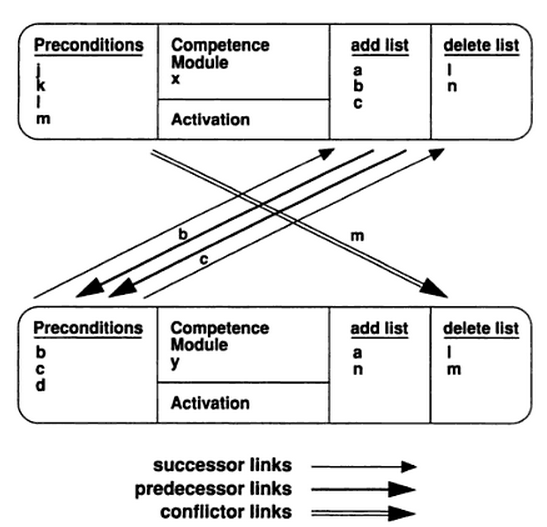 Preconditions
j
k
l
m
Competence
Module
x
Activation
add list
a
b
c
delete list
l
n
b
c
m
Preconditions
b
c
d
Competence
Module
y
Activation
add list
a
n
delete list
l
m
successor links
predecessor links
conflictor links